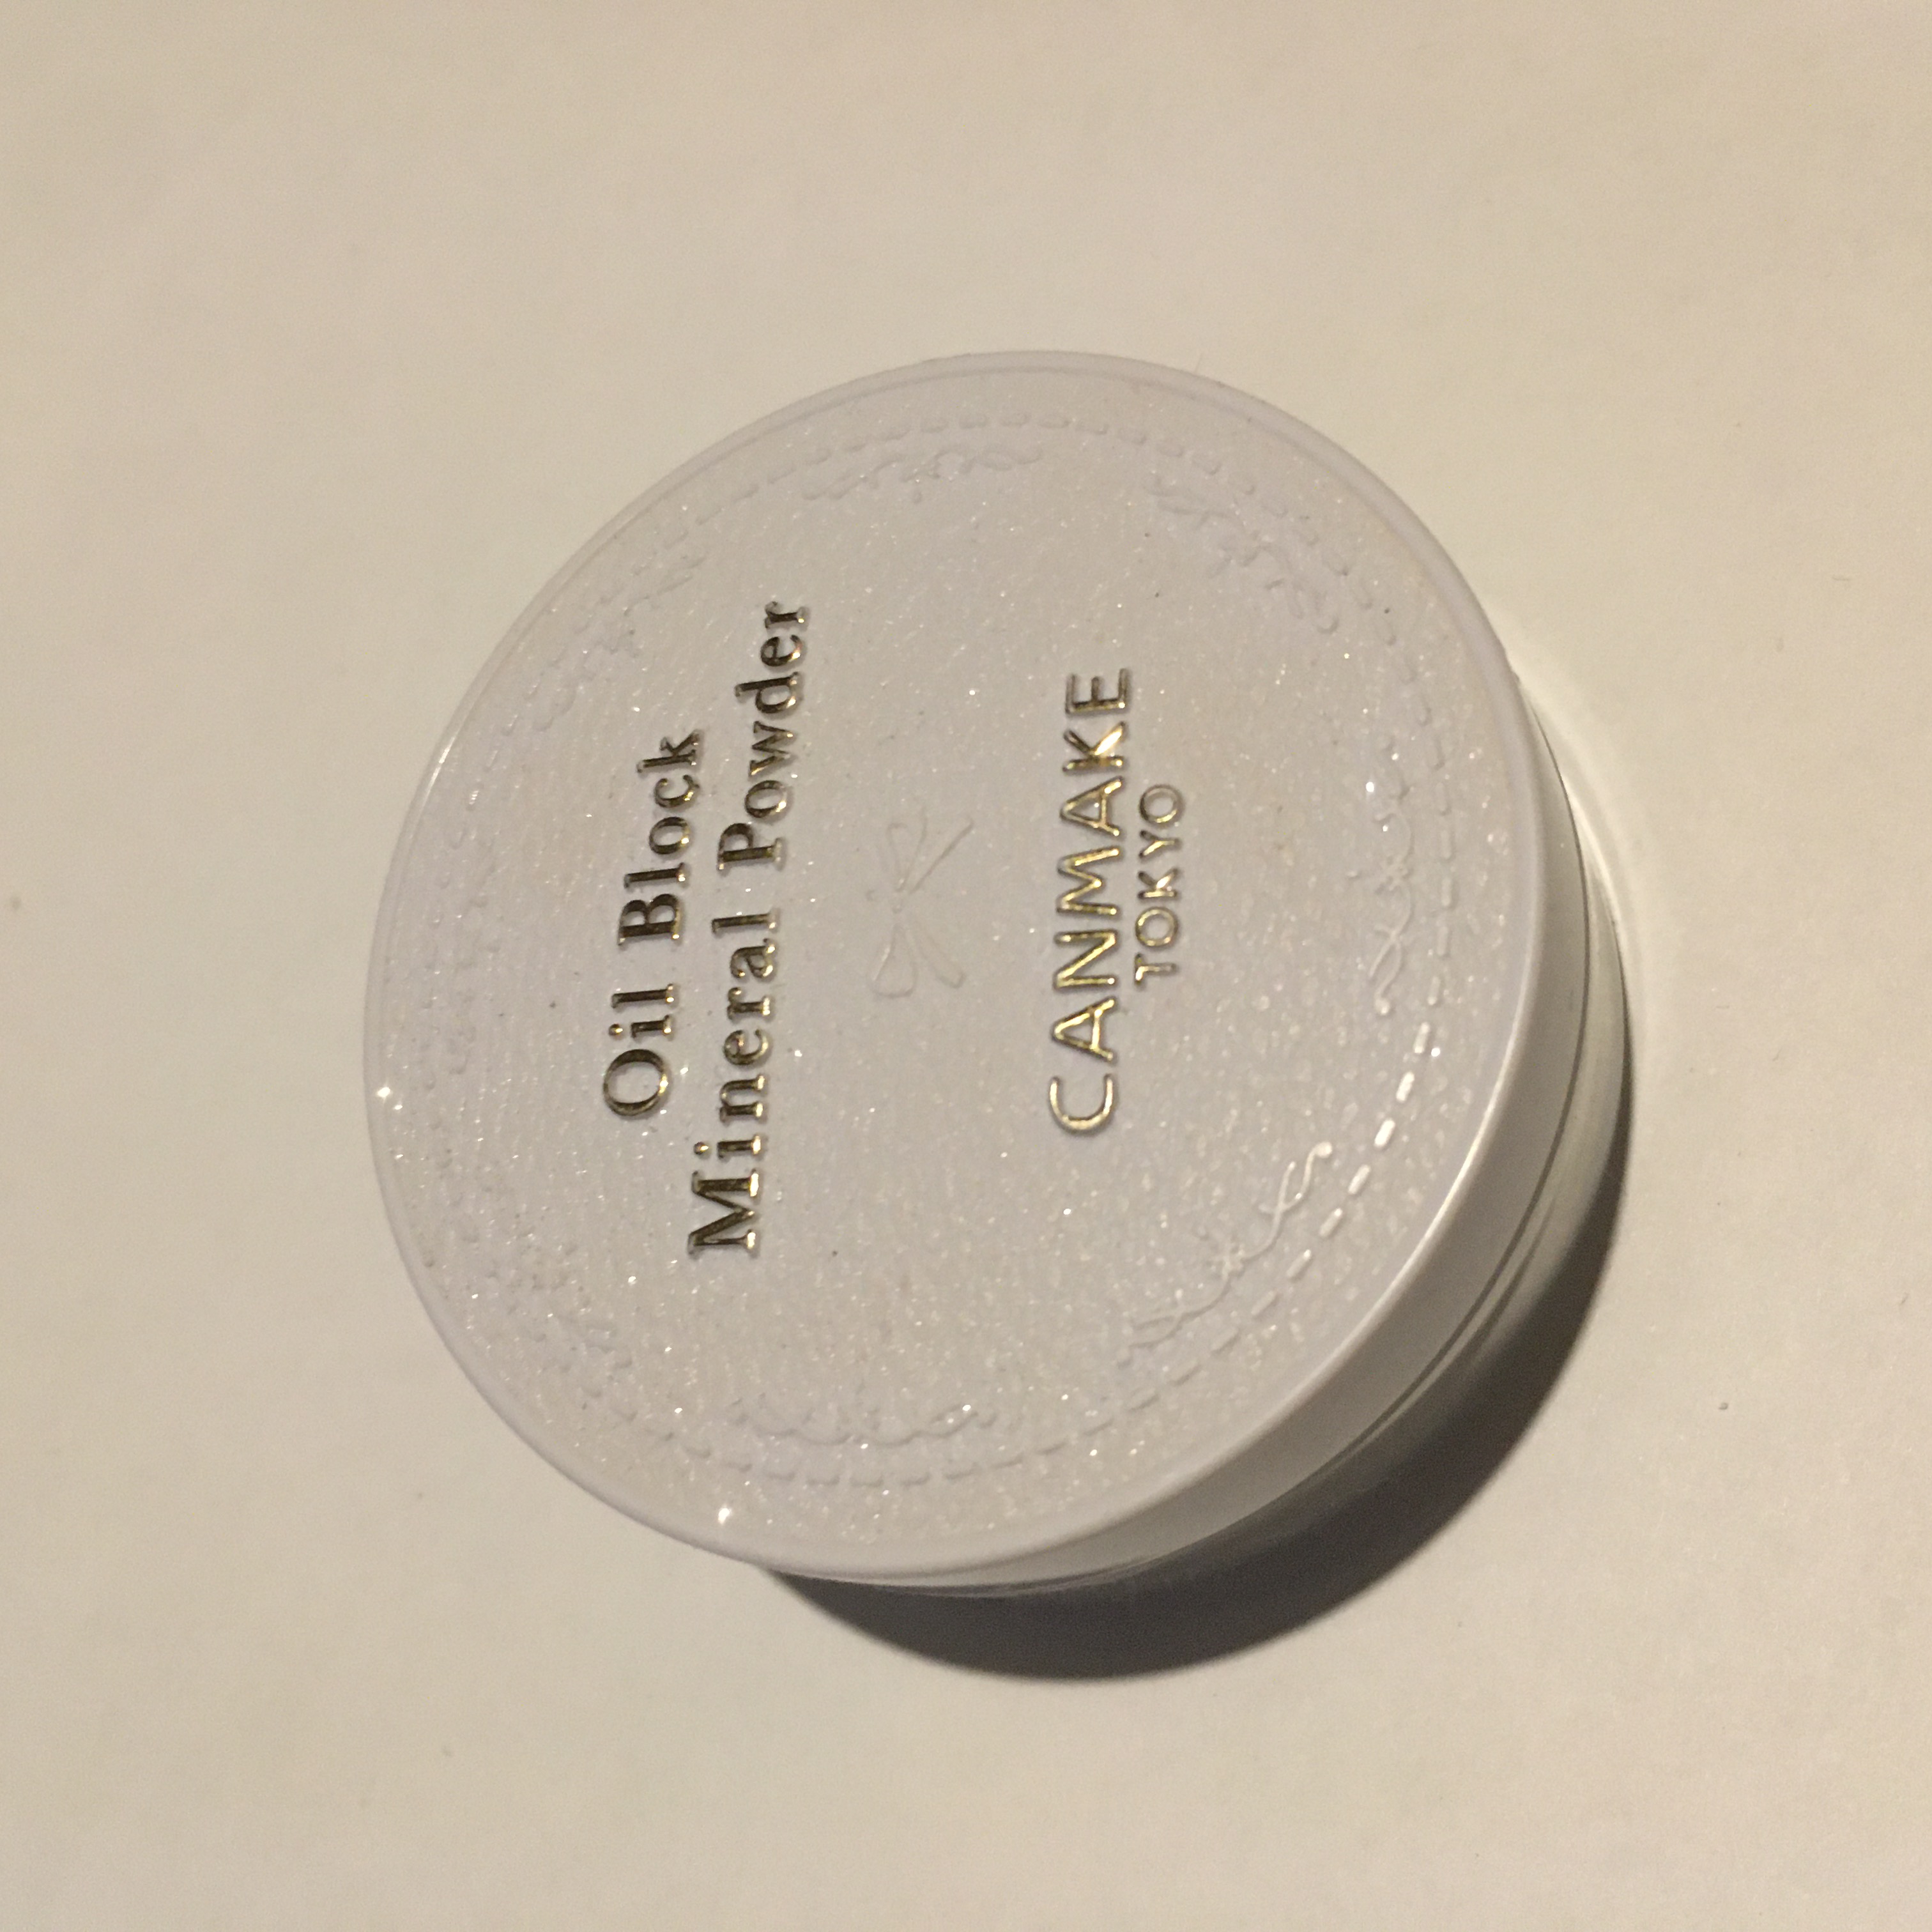 Oil Block
Mineral Powder
CANMAKE
TOKYO